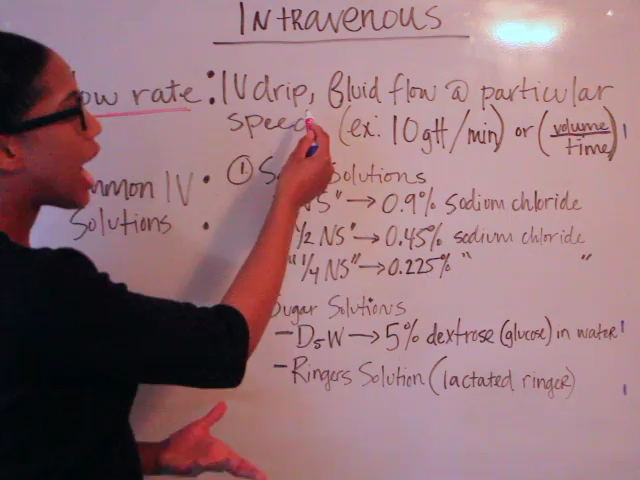 INTRAVENOUS
ow rate: IV drip, fluid flow @ particular
speed (ex: 10gtt/min) or (volume/time)
mmon IV • ① S Solutions
Solutions •
NS" → 0.9% sodium chloride
1/2 NS" → 0.45% sodium chloride
"1/4 NS" → 0.225% " "
Sugar Solutions
- D5W → 5% dextrose (glucose) in water
- Ringers Solution (lactated ringer)